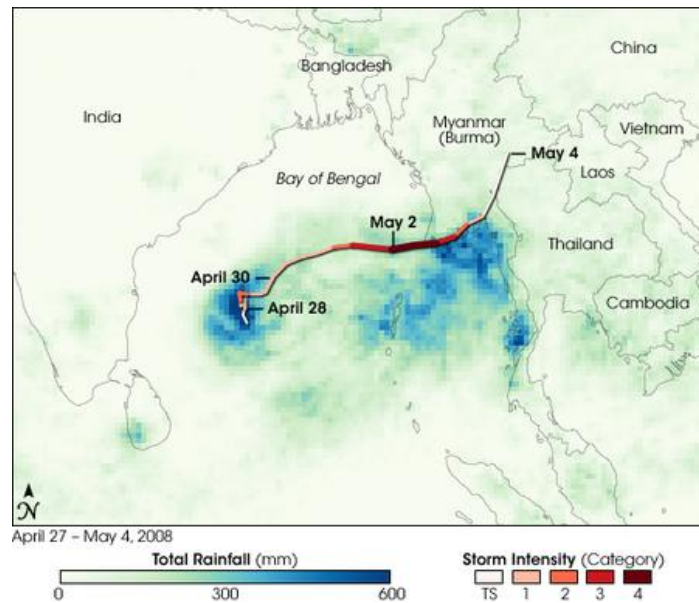 China
Bangladesh
India
Myanmar
(Burma)
Vietnam
May 4
Laos
Bay of Bengal
May 2
Thailand
April 30
Cambodia
April 28
N
April 27 – May 4, 2008
Total Rainfall (mm)
0 300 600
Storm Intensity (Category)
TS 1 2 3 4